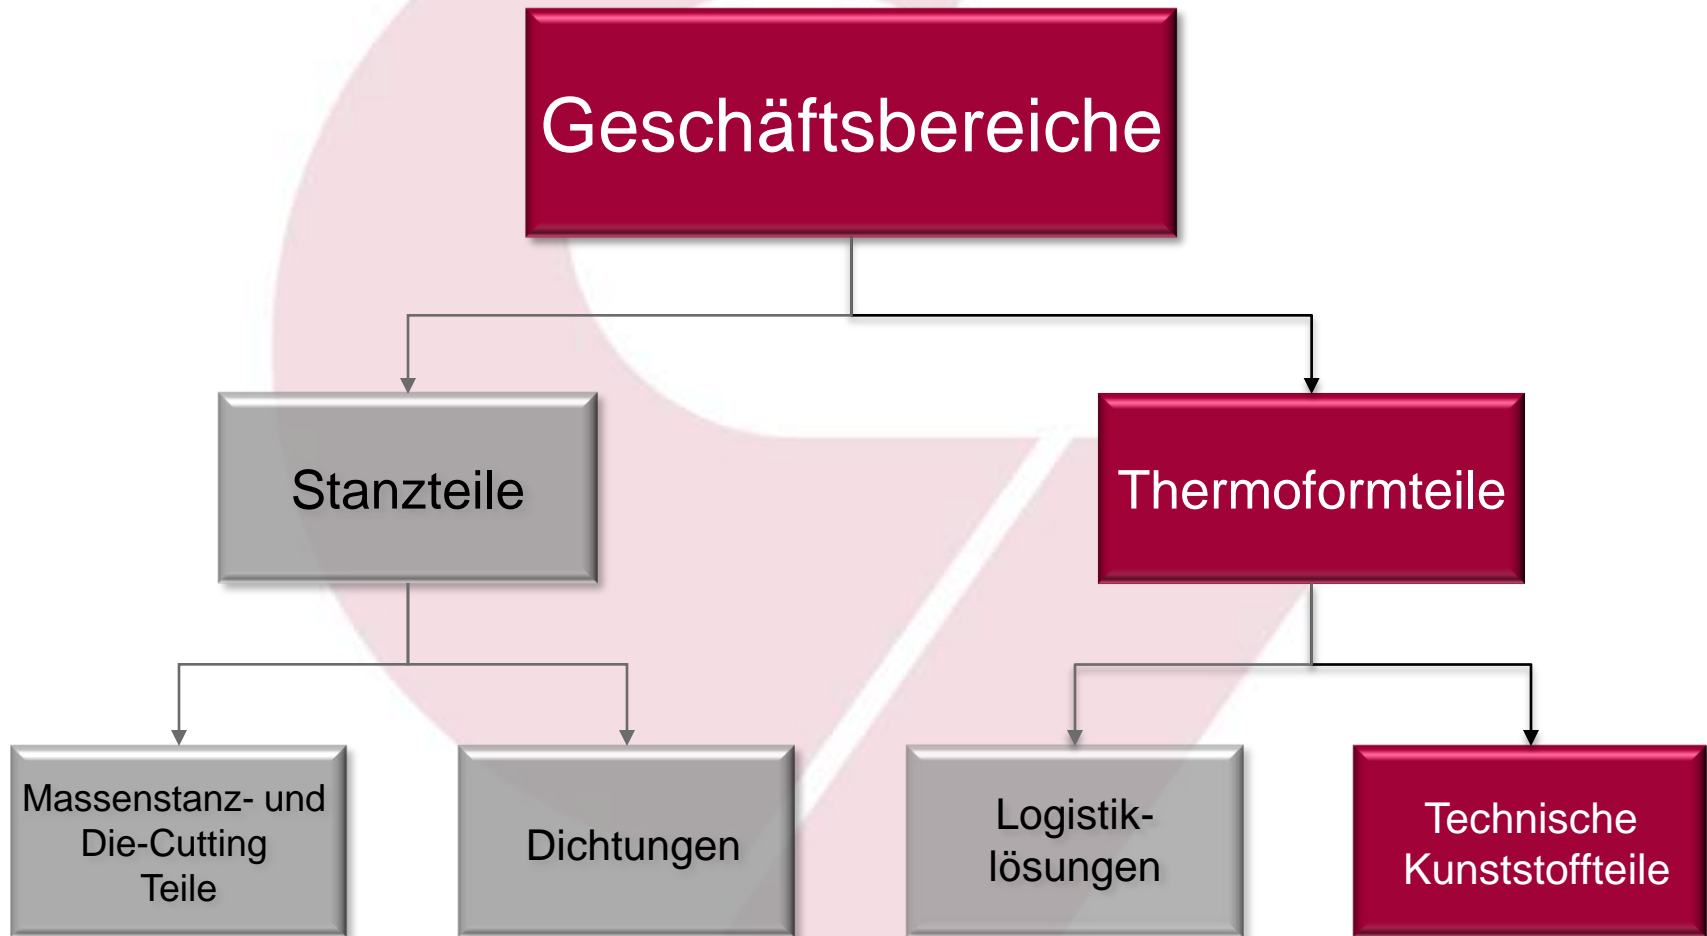 Geschäftsbereiche
Stanzteile
Thermoformteile
Massenstanz- und
Die-Cutting
Teile
Dichtungen
Logistik-
lösungen
Technische
Kunststoffteile